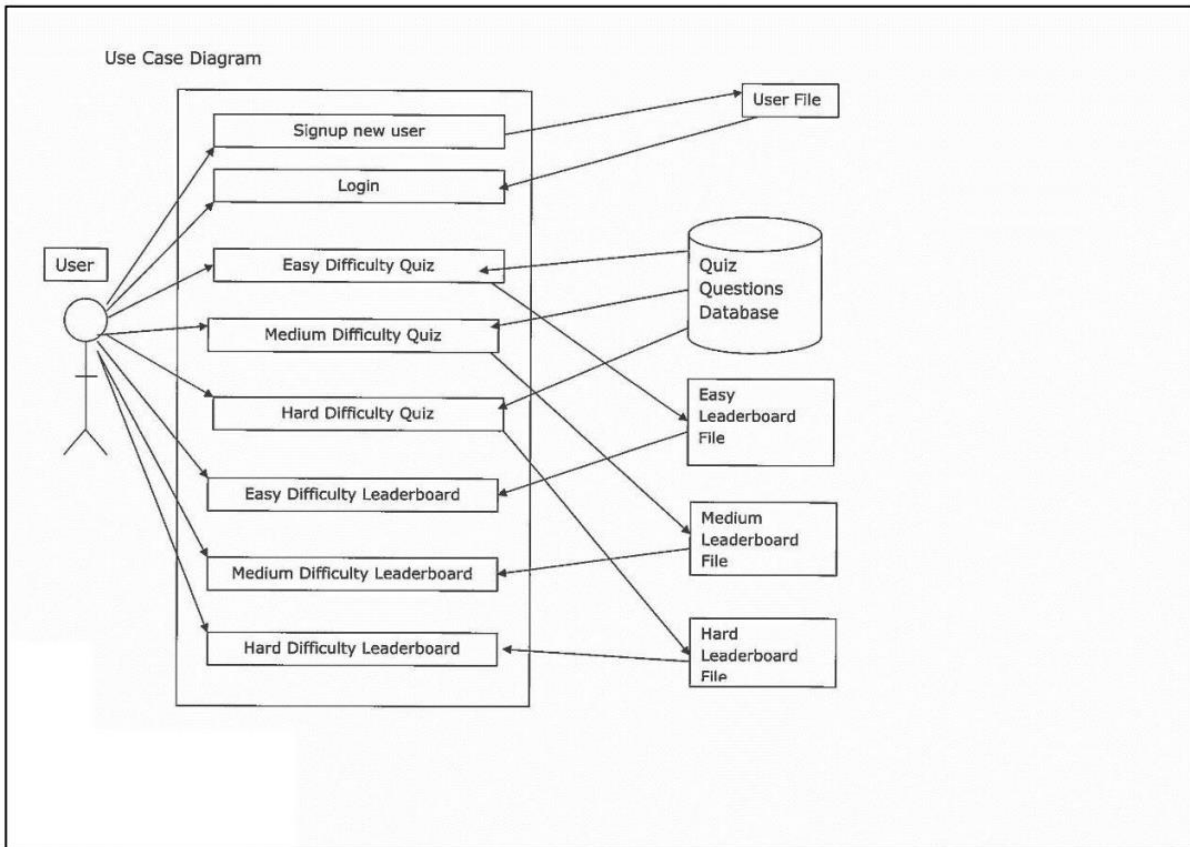 Use Case Diagram
User File
Signup new user
Login
User
Easy Difficulty Quiz
Quiz
Questions
Database
Medium Difficulty Quiz
Easy
Leaderboard
File
Hard Difficulty Quiz
Easy Difficulty Leaderboard
Medium
Leaderboard
File
Medium Difficulty Leaderboard
Hard
Leaderboard
File
Hard Difficulty Leaderboard